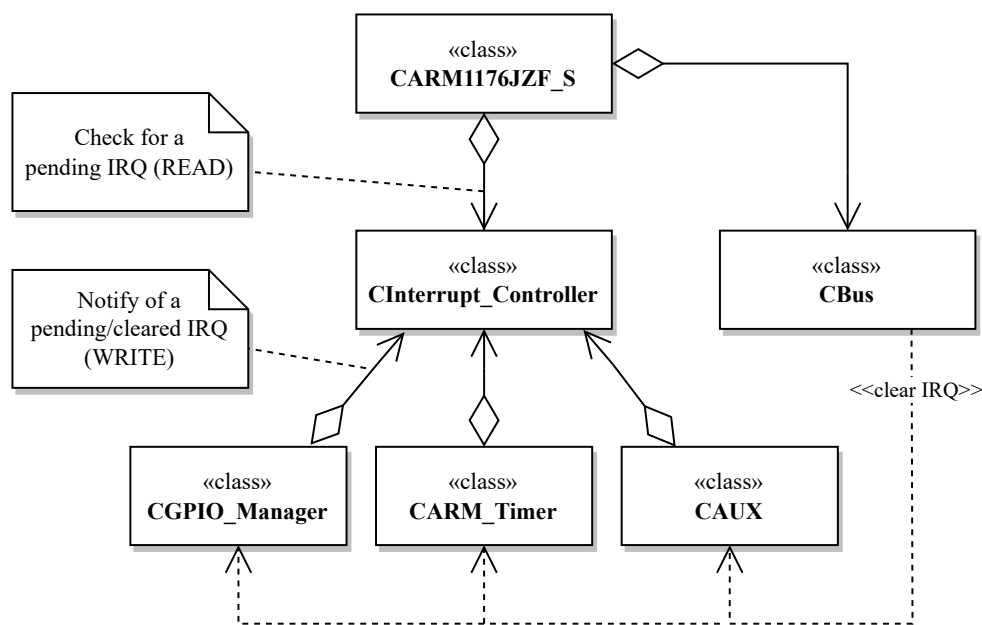 «class»
CARM1176JZF_S
Check for a
pending IRQ (READ)
«class»
CInterrupt_Controller
«class»
CBus
Notify of a
pending/cleared IRQ
(WRITE)
<<clear IRQ>>
«class»
CGPIO_Manager
«class»
CARM_Timer
«class»
CAUX